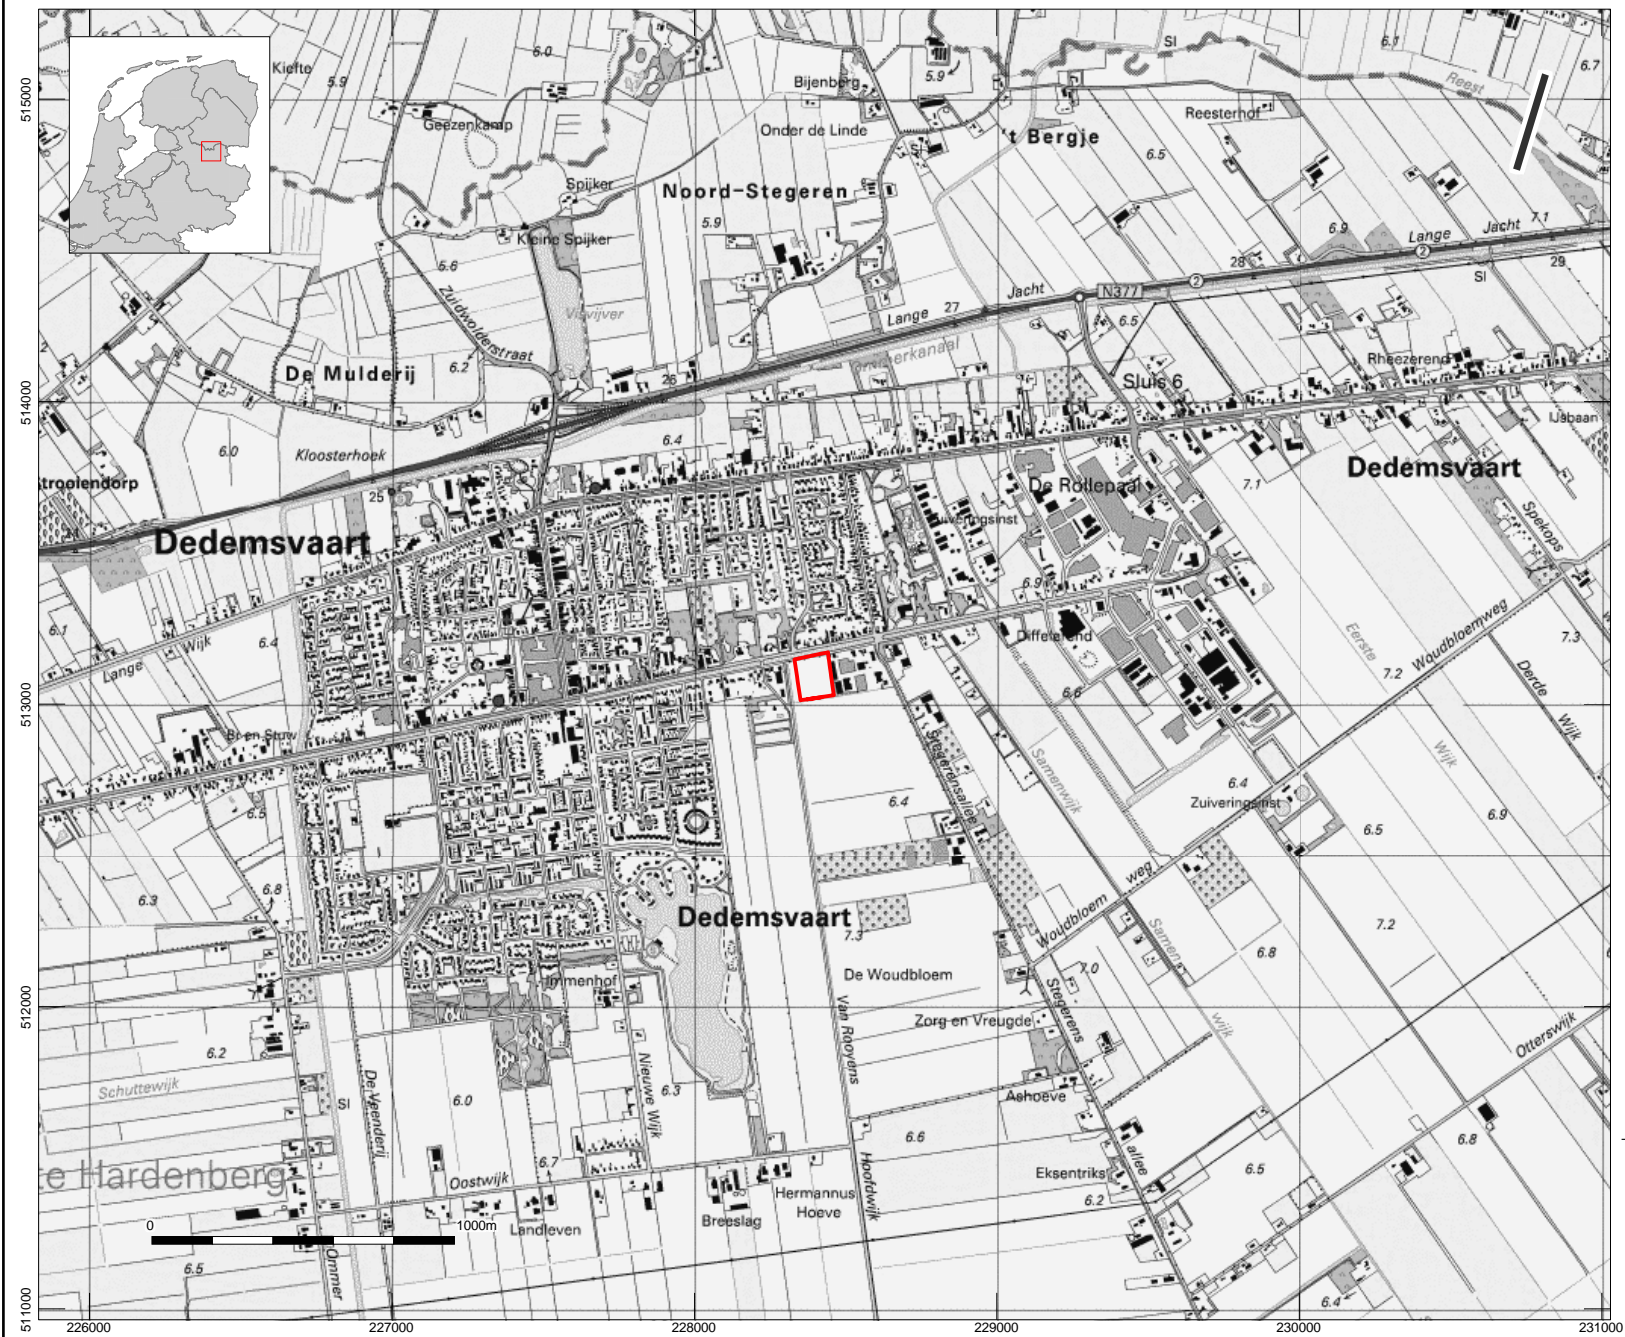 Kiefte
6.0
5.9
Geezenkamp
Bijenberg
5.9
Onder de Linde
't Bergje
Sl
Sl
6.1
6.7
Reest
Reesterhof
6.5
Spijker
Noord-Stegeren
5.9
Kleine Spijker
6.6
Zuidwolderstraat
Visvijver
6.2
De Mulderij
6.9
Lange
Jacht
7.1
28
29
Sl
2
2
N377
Jacht
27
Lange
6.5
26
Sluis 6
Rheezerend
IJsbaan
6.0
Kloosterhoek
6.4
25
Dedemsvaart
De Rollepaal
7.1
Dedemsvaart
Spekops
6.9
6.1
Lange
Wijk
6.4
Eerste
7.2
Woudbloemweg
7.3
Derde
Wijk
Wijk
6.6
Stegerensallee
Samenwijk
6.4
Zuiveringsinst
6.4
6.5
6.9
6.5
6.8
6.3
Dedemsvaart
7.3
weg
Woudbloem
Samen
wijk
7.2
6.8
De Woudbloem
7.0
Immenhof
Zorg en Vreugde
Stegerens
allee
Otterswijk
6.2
Schuttewijk
De Veenderij
Sl
6.0
Nieuwe Wijk
6.3
Van Rooyens
Hoofdwijk
Ashoeve
6.6
6.8
te Hardenberg
6.7
Oostwijk
Landleven
Breeslag
Hermannus
Hoeve
Eksentriks
6.2
6.5
6.5
Ommer
6.4
0
1000m
515000
514000
513000
512000
511000
226000
227000
228000
229000
230000
231000